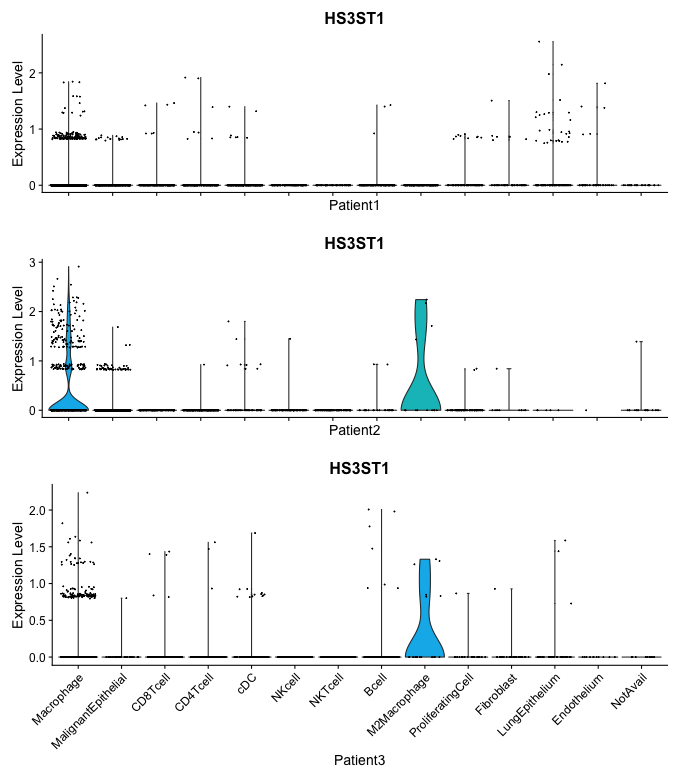 HS3ST1
Expression Level
2
1
0
Patient1
HS3ST1
Expression Level
3
2
1
0
Patient2
HS3ST1
Expression Level
2.0
1.5
1.0
0.5
0.0
Macrophage
MalignantEpithelial
CD8Tcell
CD4Tcell
cDC
NKcell
NKTcell
Bcell
M2Macrophage
ProliferatingCell
Fibroblast
LungEpithelium
Endothelium
NotAvail
Patient3